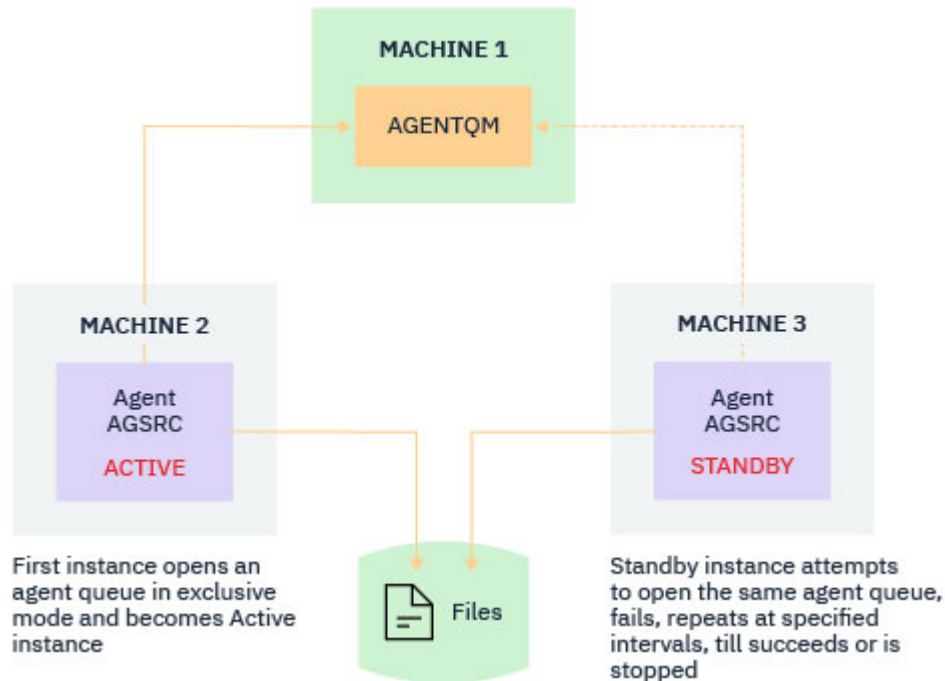 MACHINE 1
AGENTQM
MACHINE 2
Agent
AGSRC
ACTIVE
MACHINE 3
Agent
AGSRC
STANDBY
First instance opens an
agent queue in exclusive
mode and becomes Active
instance
Files
Standby instance attempts
to open the same agent queue,
fails, repeats at specified
intervals, till succeeds or is
stopped